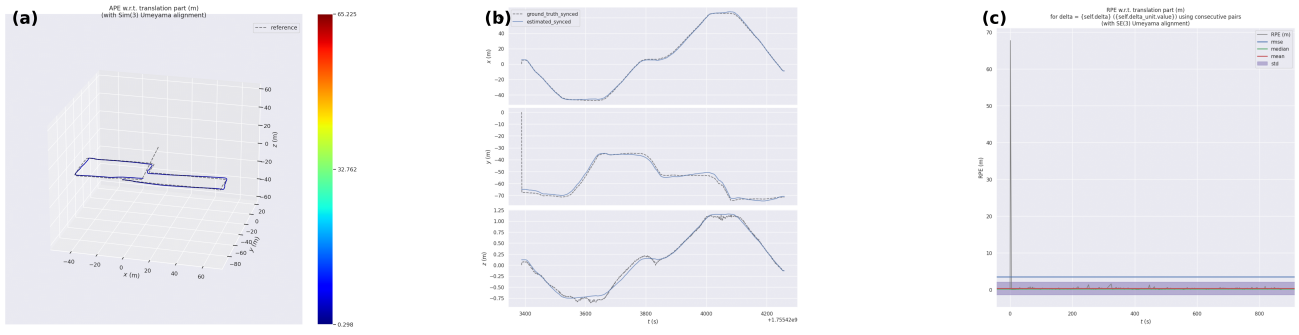 (a)
APE w.r.t. translation part (m)
(with Sim(3) Umeyama alignment)
reference
60
40
20
0
−20
−40
−60
z (m)
20
0
−20
−40
−60
−80
y (m)
−40
−20
0
20
40
60
x (m)
65.225
32.762
0.298
(b)
ground_truth_synced
estimated_synced
40
20
0
−20
−40
x (m)
0
−10
−20
−30
−40
−50
−60
−70
y (m)
1.25
1.00
0.75
0.50
0.25
0.00
−0.25
−0.50
−0.75
z (m)
3400
3600
3800
4000
4200
t (s)
+1.75542e9
(c)
RPE w.r.t. translation part (m)
for delta = {self.delta} ({self.delta_unit.value}) using consecutive pairs
(with SE(3) Umeyama alignment)
RPE (m)
rmse
median
mean
std
70
60
50
40
30
20
10
0
RPE (m)
0
200
400
600
800
t (s)